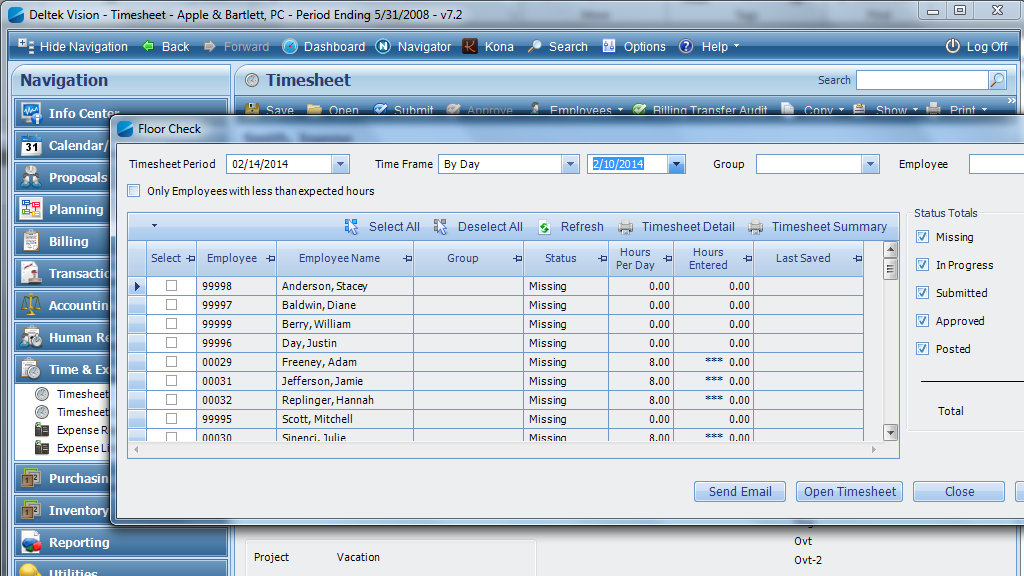 Deltek Vision - Timesheet - Apple & Bartlett, PC - Period Ending 5/31/2008 - v7.2
Hide Navigation Back Forward Dashboard Navigator Kona Search Options Help Log Off
Navigation Timesheet Search
Save Open Submit Approve Employees Billing Transfer Audit Copy Show Print
Info Center
Calendar/
Proposals
Planning
Billing
Transactio
Accountin
Human Re
Time & Ex
Timesheet
Timesheet
Expense R
Expense Li
Purchasin
Inventory
Reporting
Utilities
Floor Check
Timesheet Period 02/14/2014 Time Frame By Day 2/10/2014 Group Employee
Only Employees with less than expected hours
Select All Deselect All Refresh Timesheet Detail Timesheet Summary
Select Employee Employee Name Group Status Hours Per Day Hours Entered Last Saved
99998 Anderson, Stacey Missing 0.00 0.00
99997 Baldwin, Diane Missing 0.00 0.00
99999 Berry, William Missing 0.00 0.00
99996 Day, Justin Missing 0.00 0.00
00029 Freeney, Adam Missing 8.00 *** 0.00
00031 Jefferson, Jamie Missing 8.00 *** 0.00
00032 Replinger, Hannah Missing 8.00 *** 0.00
99995 Scott, Mitchell Missing 0.00 0.00
00030 Sinenci, Julie Missing 8.00 *** 0.00
Status Totals
Missing
In Progress
Submitted
Approved
Posted
Total
Send Email Open Timesheet Close
Project Vacation
Ovt
Ovt-2